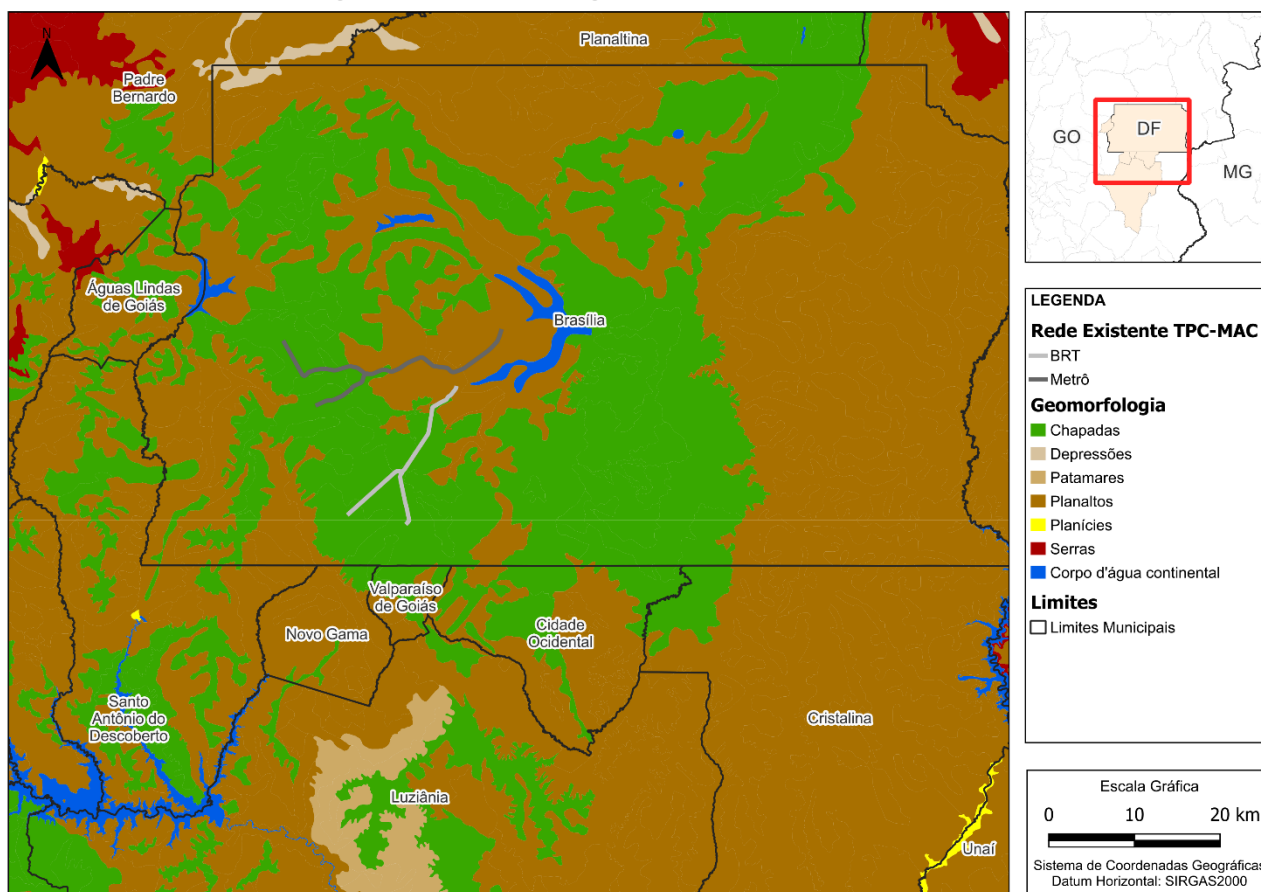 N
Planaltina
Padre
Bernardo
Águas Lindas
de Goiás
Brasília
Valparaíso
de Goiás
Novo Gama
Cidade
Ocidental
Santo
Antônio do
Descoberto
Cristalina
Luziânia
Unaí
GO
DF
MG
LEGENDA
Rede Existente TPC-MAC
BRT
Metrô
Geomorfologia
Chapadas
Depressões
Patamares
Planaltos
Planícies
Serras
Corpo d'água continental
Limites
Limites Municipais
Escala Gráfica
0 10 20 km
Sistema de Coordenadas Geográficas
Datum Horizontal: SIRGAS2000